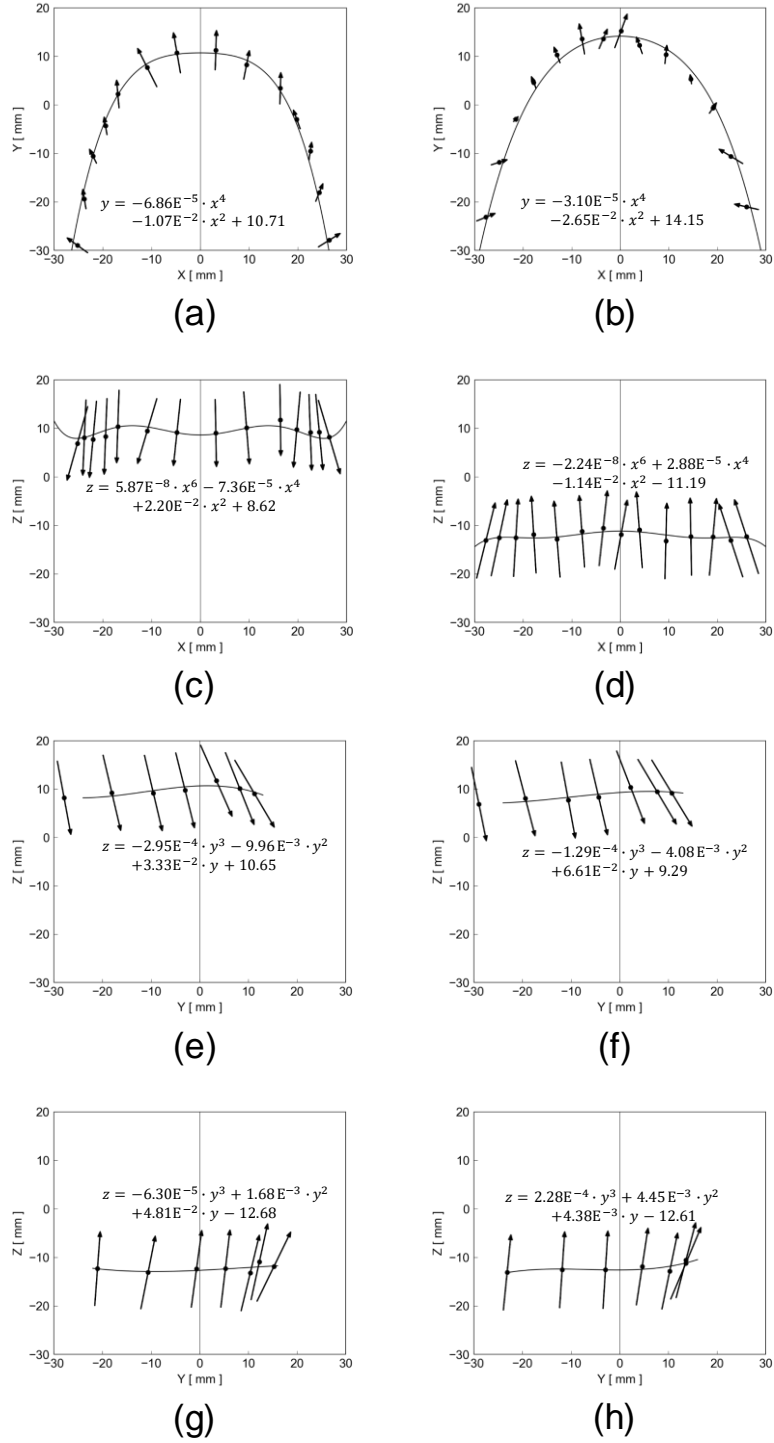 20
10
0
−10
−20
−30
Y [ mm ]
y = −6.86E⁻⁵ · x⁴
−1.07E⁻² · x² + 10.71
−30 −20 −10 0 10 20 30
X [ mm ]
(a)
20
10
0
−10
−20
−30
Y [ mm ]
y = −3.10E⁻⁵ · x⁴
−2.65E⁻² · x² + 14.15
−30 −20 −10 0 10 20 30
X [ mm ]
(b)
20
10
0
−10
−20
−30
Z [ mm ]
z = 5.87E⁻⁸ · x⁶ − 7.36E⁻⁵ · x⁴
+2.20E⁻² · x² + 8.62
−30 −20 −10 0 10 20 30
X [ mm ]
(c)
20
10
0
−10
−20
−30
Z [ mm ]
z = −2.24E⁻⁸ · x⁶ + 2.88E⁻⁵ · x⁴
−1.14E⁻² · x² − 11.19
−30 −20 −10 0 10 20 30
X [ mm ]
(d)
20
10
0
−10
−20
−30
Z [ mm ]
z = −2.95E⁻⁴ · y³ − 9.96E⁻³ · y²
+3.33E⁻² · y + 10.65
−30 −20 −10 0 10 20 30
Y [ mm ]
(e)
20
10
0
−10
−20
−30
Z [ mm ]
z = −1.29E⁻⁴ · y³ − 4.08E⁻³ · y²
+6.61E⁻² · y + 9.29
−30 −20 −10 0 10 20 30
Y [ mm ]
(f)
20
10
0
−10
−20
−30
Z [ mm ]
z = −6.30E⁻⁵ · y³ + 1.68E⁻³ · y²
+4.81E⁻² · y − 12.68
−30 −20 −10 0 10 20 30
Y [ mm ]
(g)
20
10
0
−10
−20
−30
Z [ mm ]
z = 2.28E⁻⁴ · y³ + 4.45E⁻³ · y²
+4.38E⁻³ · y − 12.61
−30 −20 −10 0 10 20 30
Y [ mm ]
(h)